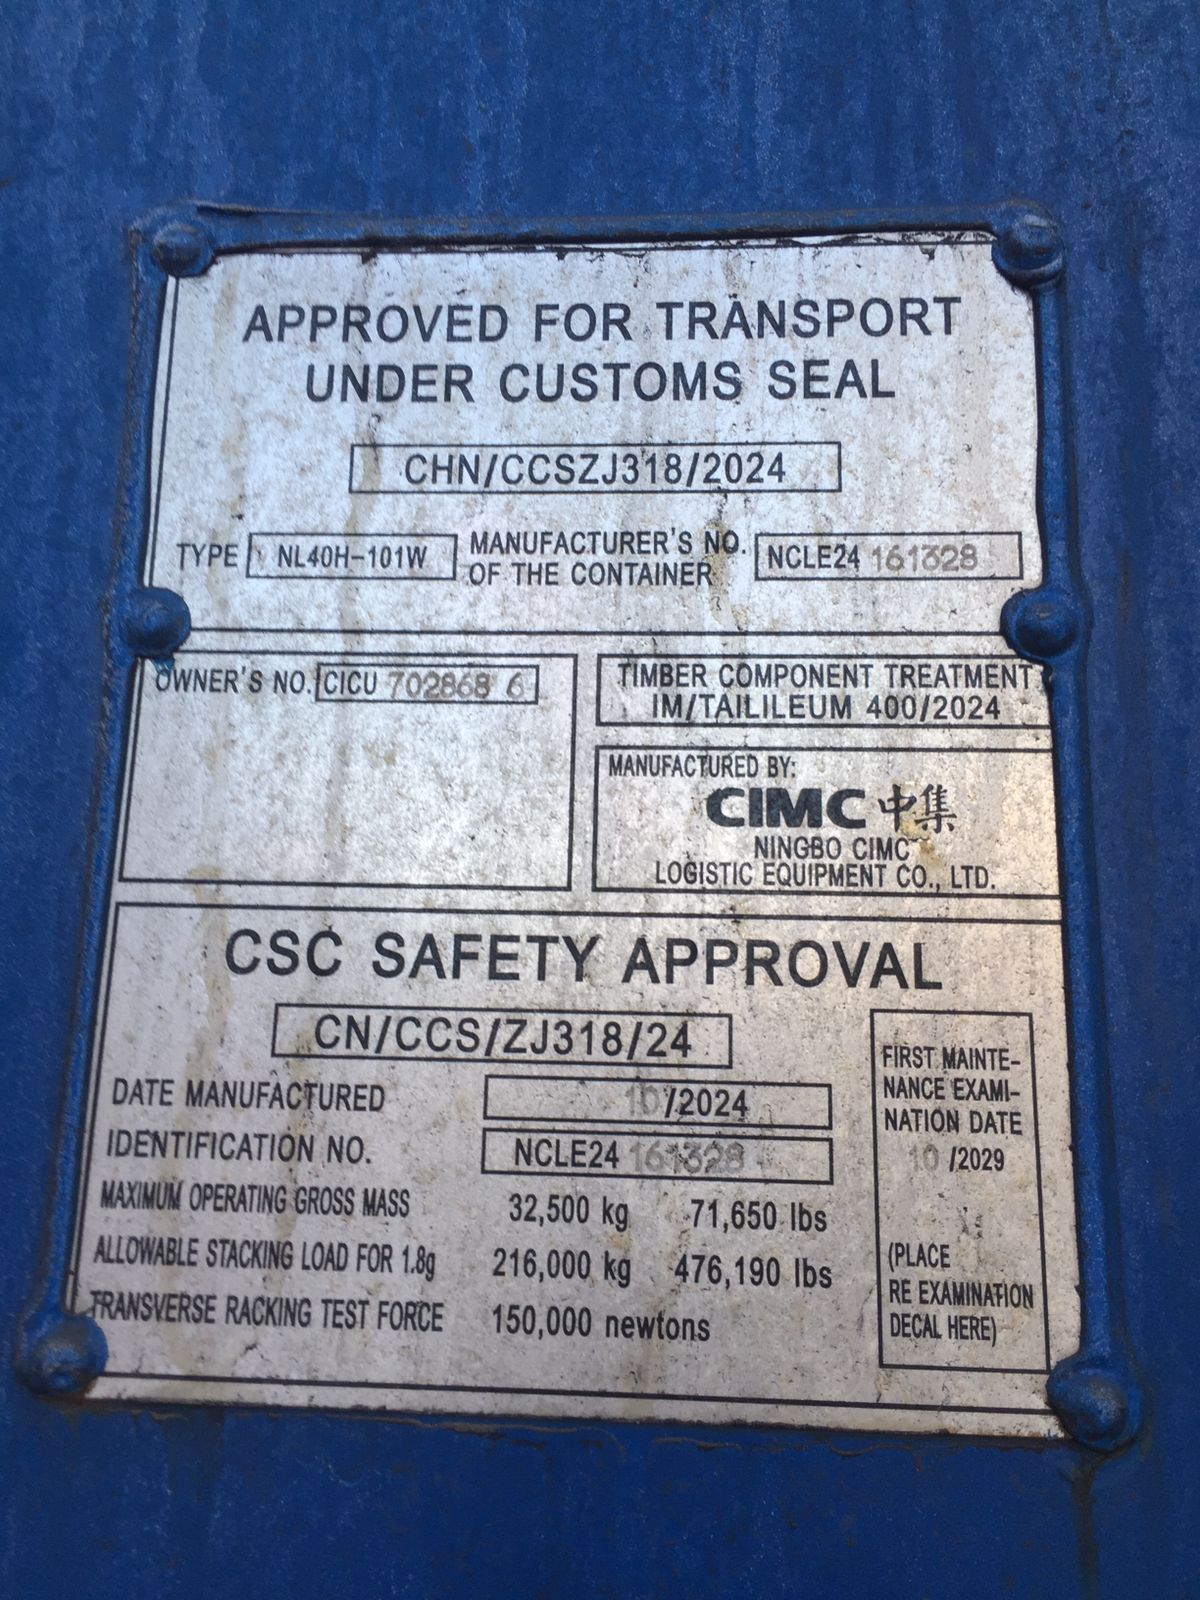 APPROVED FOR TRANSPORT
UNDER CUSTOMS SEAL
CHN/CCSZJ318/2024
TYPE NL40H-101W MANUFACTURER'S NO. OF THE CONTAINER NCLE24 161328
OWNER'S NO. CICU 702868 6
TIMBER COMPONENT TREATMENT
IM/TAILILEUM 400/2024
MANUFACTURED BY:
CIMC 中集
NINGBO CIMC
LOGISTIC EQUIPMENT CO., LTD.
CSC SAFETY APPROVAL
CN/CCS/ZJ318/24
DATE MANUFACTURED 10/2024
IDENTIFICATION NO. NCLE24 161328
MAXIMUM OPERATING GROSS MASS 32,500 kg 71,650 lbs
ALLOWABLE STACKING LOAD FOR 1.8g 216,000 kg 476,190 lbs
TRANSVERSE RACKING TEST FORCE 150,000 newtons
FIRST MAINTE-
NANCE EXAMI-
NATION DATE
10 /2029
(PLACE
RE EXAMINATION
DECAL HERE)